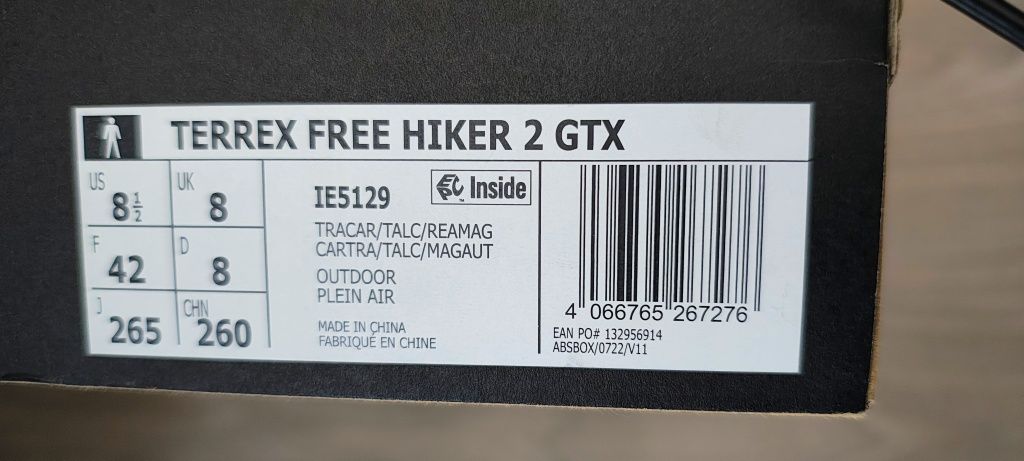 TERREX FREE HIKER 2 GTX
US 8 1/2 UK 8
F 42 D 8
J 265 CHN 260
IE5129
Inside
TRACAR/TALC/REAMAG
CARTRA/TALC/MAGAUT
OUTDOOR
PLEIN AIR
MADE IN CHINA
FABRIQUÉ EN CHINE
4 066765 267276
EAN PO# 132956914
ABSBOX/0722/V11